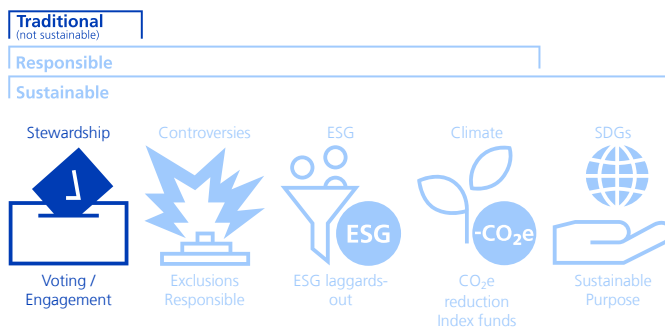 Traditional
(not sustainable)
Responsible
Sustainable
Stewardship
Controversies
ESG
Climate
SDGs
ESG
-CO₂e
Voting /
Engagement
Exclusions
Responsible
ESG laggards-
out
CO₂e
reduction
Index funds
Sustainable
Purpose